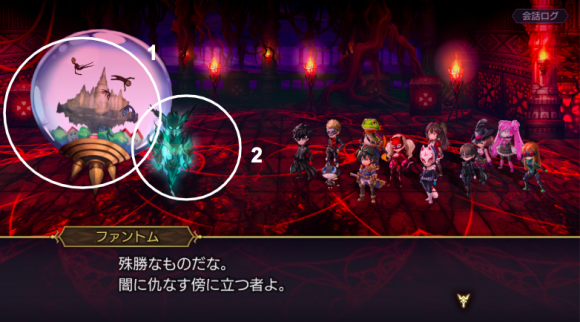 会話ログ
1
2
ファントム
殊勝なものだな。
闇に仇なす傍に立つ者よ。